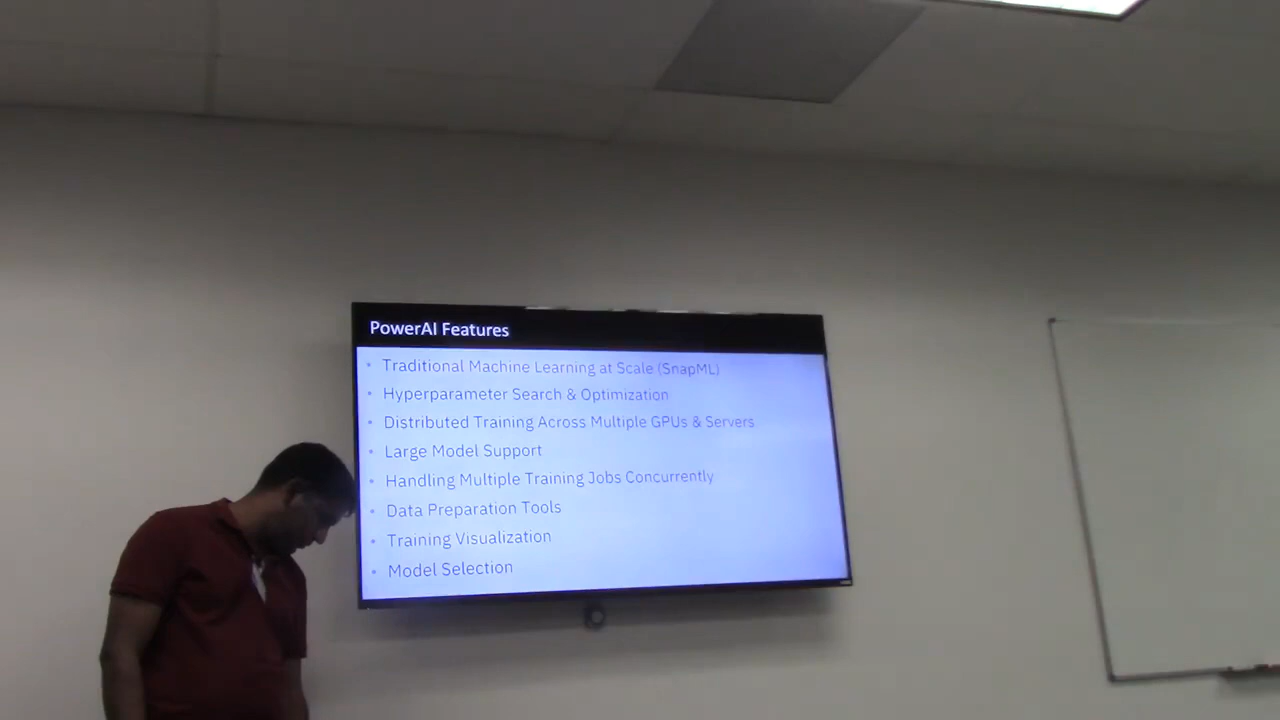 PowerAI Features
• Traditional Machine Learning at Scale (SnapML)
• Hyperparameter Search & Optimization
• Distributed Training Across Multiple GPUs & Servers
• Large Model Support
• Handling Multiple Training Jobs Concurrently
• Data Preparation Tools
• Training Visualization
• Model Selection